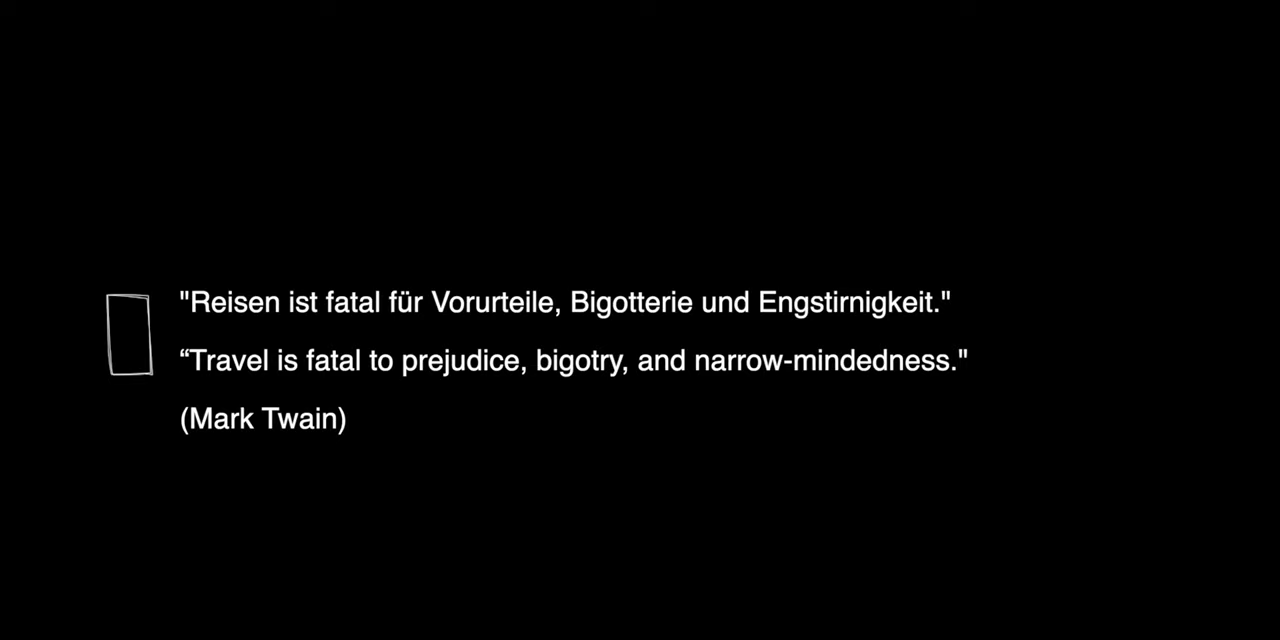 "Reisen ist fatal für Vorurteile, Bigotterie und Engstirnigkeit."
“Travel is fatal to prejudice, bigotry, and narrow-mindedness."
(Mark Twain)